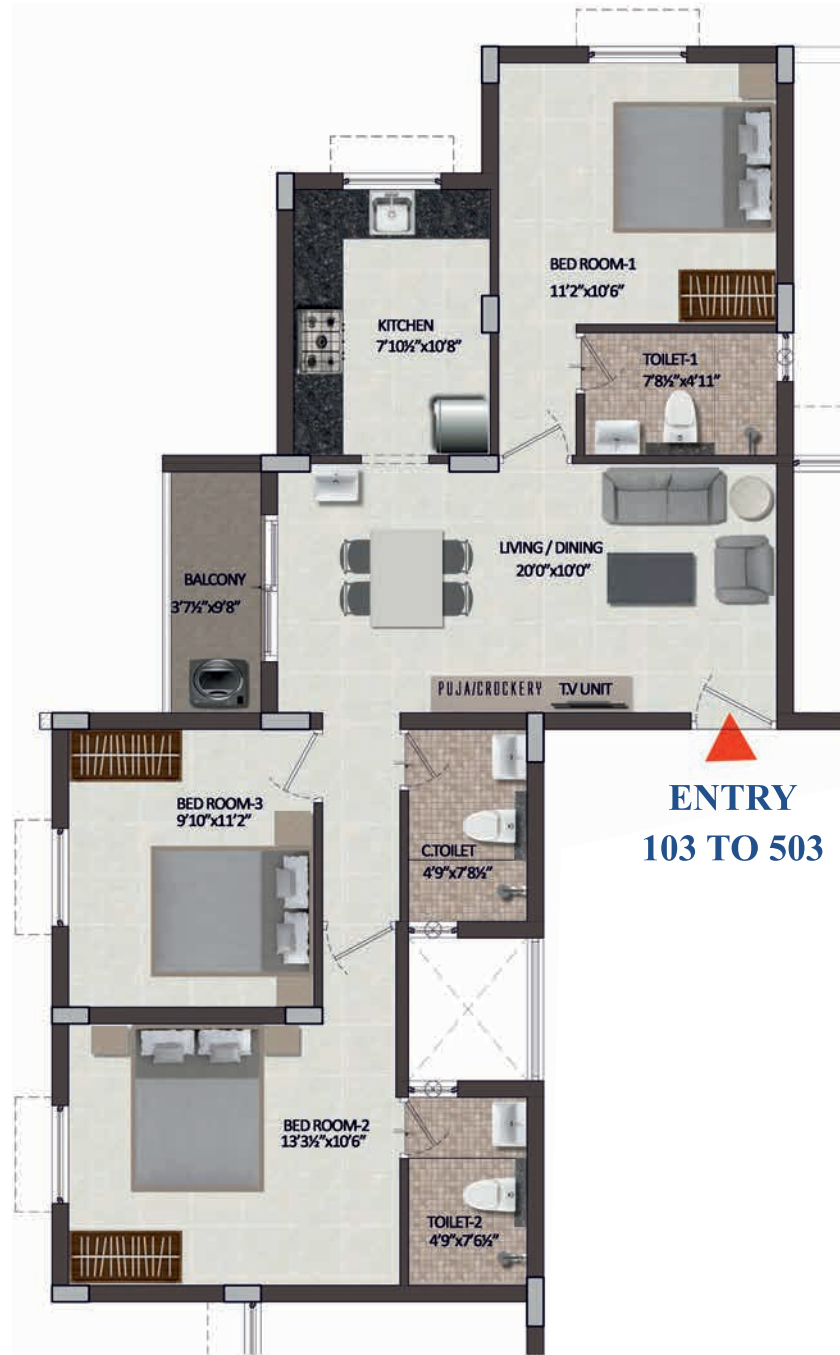 BED ROOM-1
11'2"x10'6"
KITCHEN
7'10½"x10'8"
TOILET-1
7'8½"x4'11"
LIVING / DINING
20'0"x10'0"
BALCONY
3'7½"x9'8"
PUJA/CROCKERY T.V UNIT
ENTRY
103 TO 503
BED ROOM-3
9'10"x11'2"
C.TOILET
4'9"x7'8½"
BED ROOM-2
13'3½"x10'6"
TOILET-2
4'9"x7'6½"